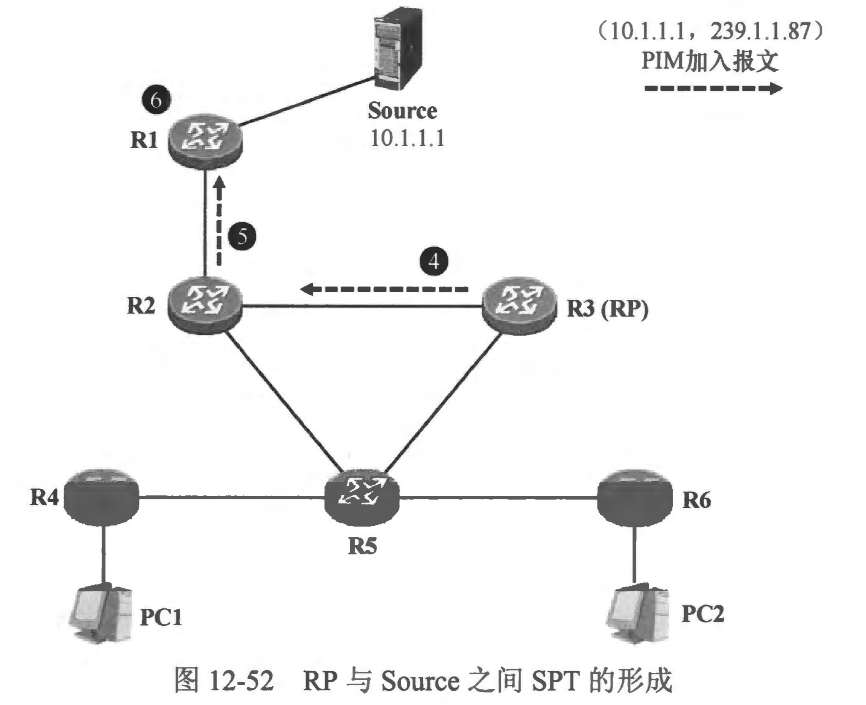 (10.1.1.1，239.1.1.87)
PIM加入报文
6
Source
10.1.1.1
R1
5
4
R2
R3 (RP)
R4
R6
R5
PC1
PC2
图 12-52 RP 与 Source 之间 SPT 的形成